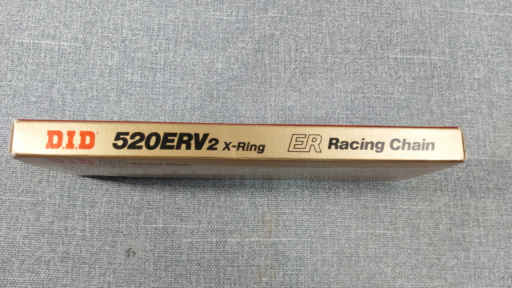 D.I.D 520ERV2 X-Ring ER Racing Chain
D.I.D